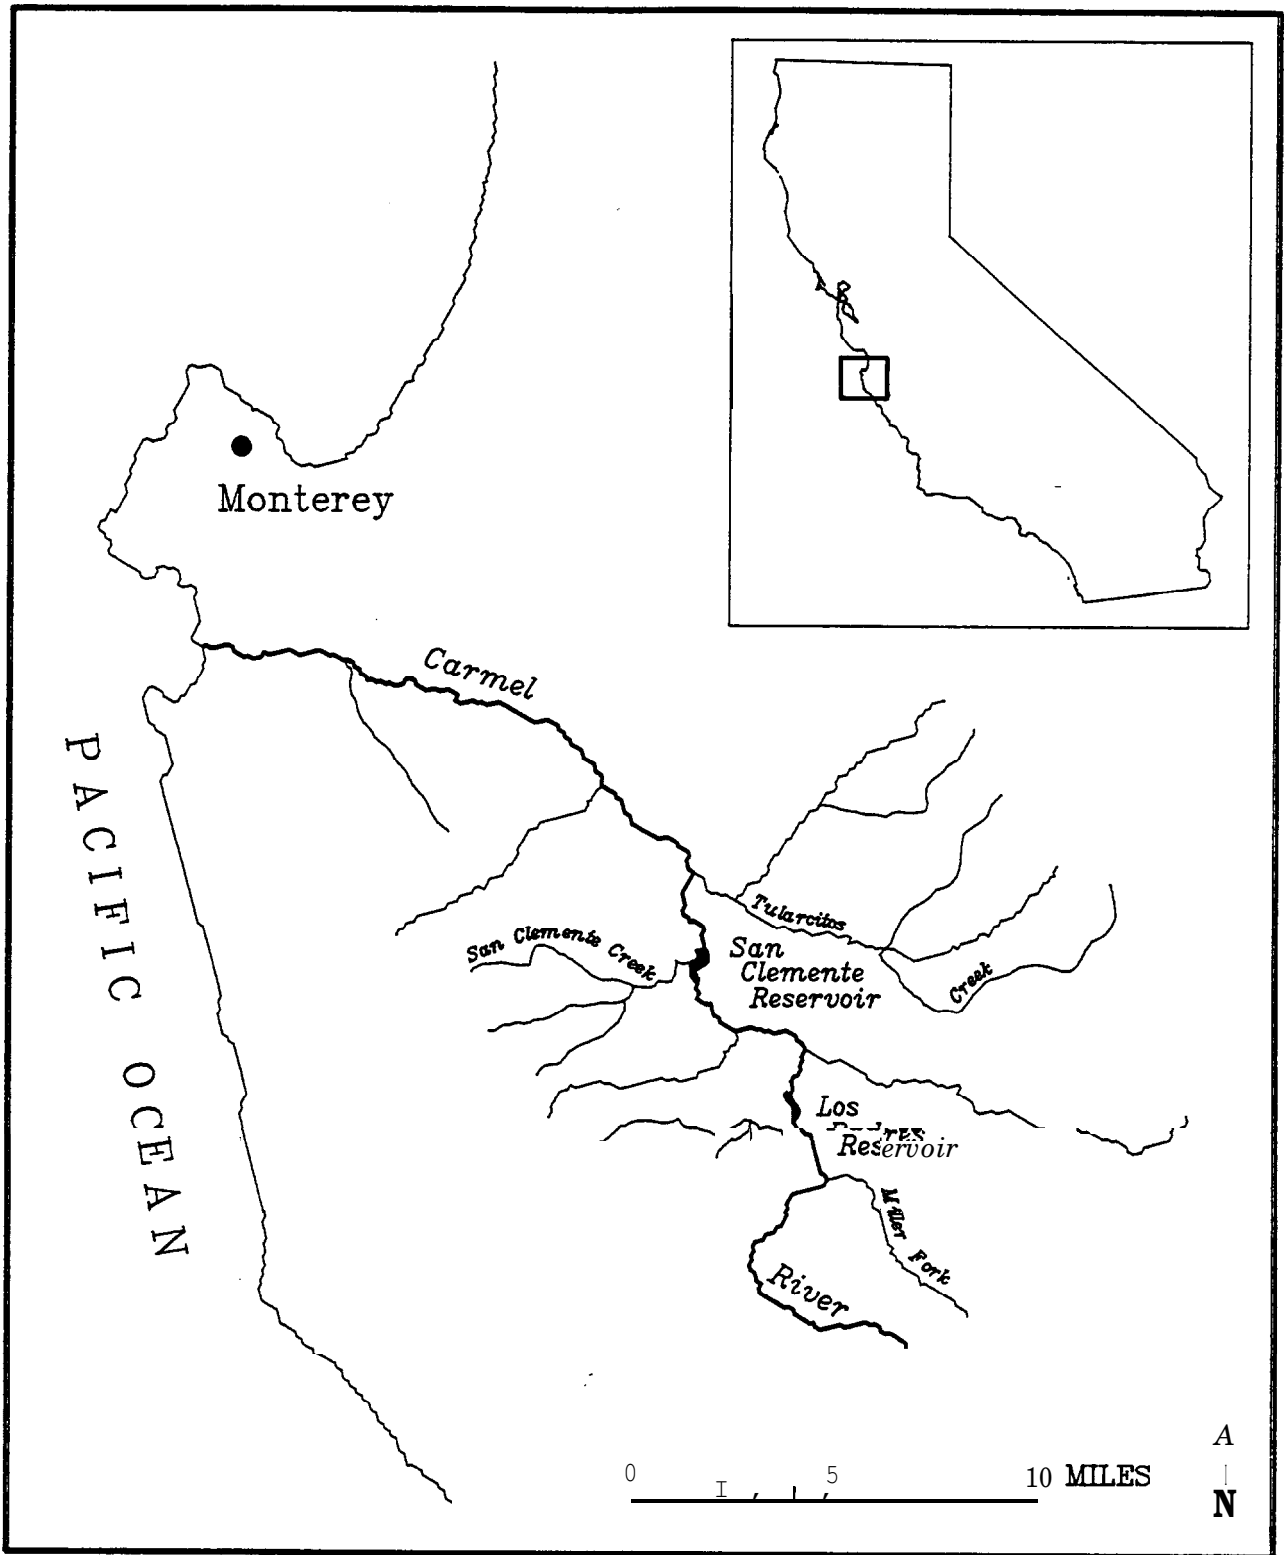 Monterey
Carmel
PACIFIC OCEAN
Tularcitos
Creek
San Clemente Creek
San
Clemente
Reservoir
Los
Reservoir
Miller Fork
River
0 5 10 MILES
A
N